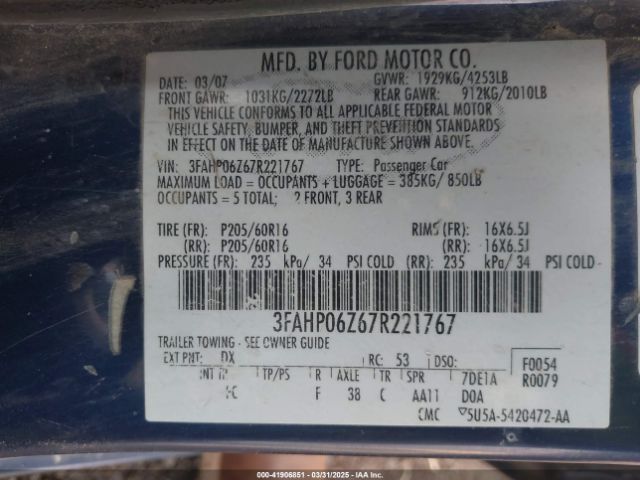 MFD. BY FORD MOTOR CO.
DATE: 03/07 GVWR: 1929KG/4253LB
FRONT GAWR: 1031KG/2272LB REAR GAWR: 912KG/2010LB
THIS VEHICLE CONFORMS TO ALL APPLICABLE FEDERAL MOTOR
VEHICLE SAFETY, BUMPER, AND THEFT PREVENTION STANDARDS
IN EFFECT ON THE DATE OF MANUFACTURE SHOWN ABOVE.
VIN: 3FAHP06Z67R221767 TYPE: Passenger Car
MAXIMUM LOAD = OCCUPANTS + LUGGAGE = 385KG/ 850LB
OCCUPANTS = 5 TOTAL; 2 FRONT, 3 REAR
TIRE (FR): P205/60R16 RIMS (FR): 16X6.5J
(RR): P205/60R16 (RR): 16X6.5J
PRESSURE (FR): 235 kPa/ 34 PSI COLD (RR): 235 kPa/ 34 PSI COLD
3FAHP06Z67R221767
TRAILER TOWING - SEE OWNER GUIDE
EXT PNT: DX RC: 53 DSO: F0054
INT TR TP/PS R AXLE TR SPR 7DE1A R0079
F 38 C AA11 D0A
CMC 5U5A-5420472-AA
000-41906851 - 03/31/2025 - IAA Inc.